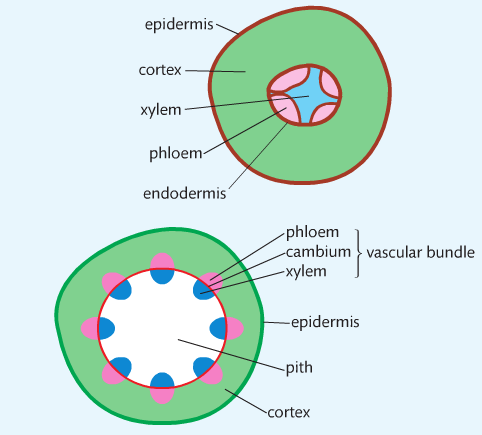 epidermis
cortex
xylem
phloem
endodermis
phloem
cambium
xylem
vascular bundle
epidermis
pith
cortex